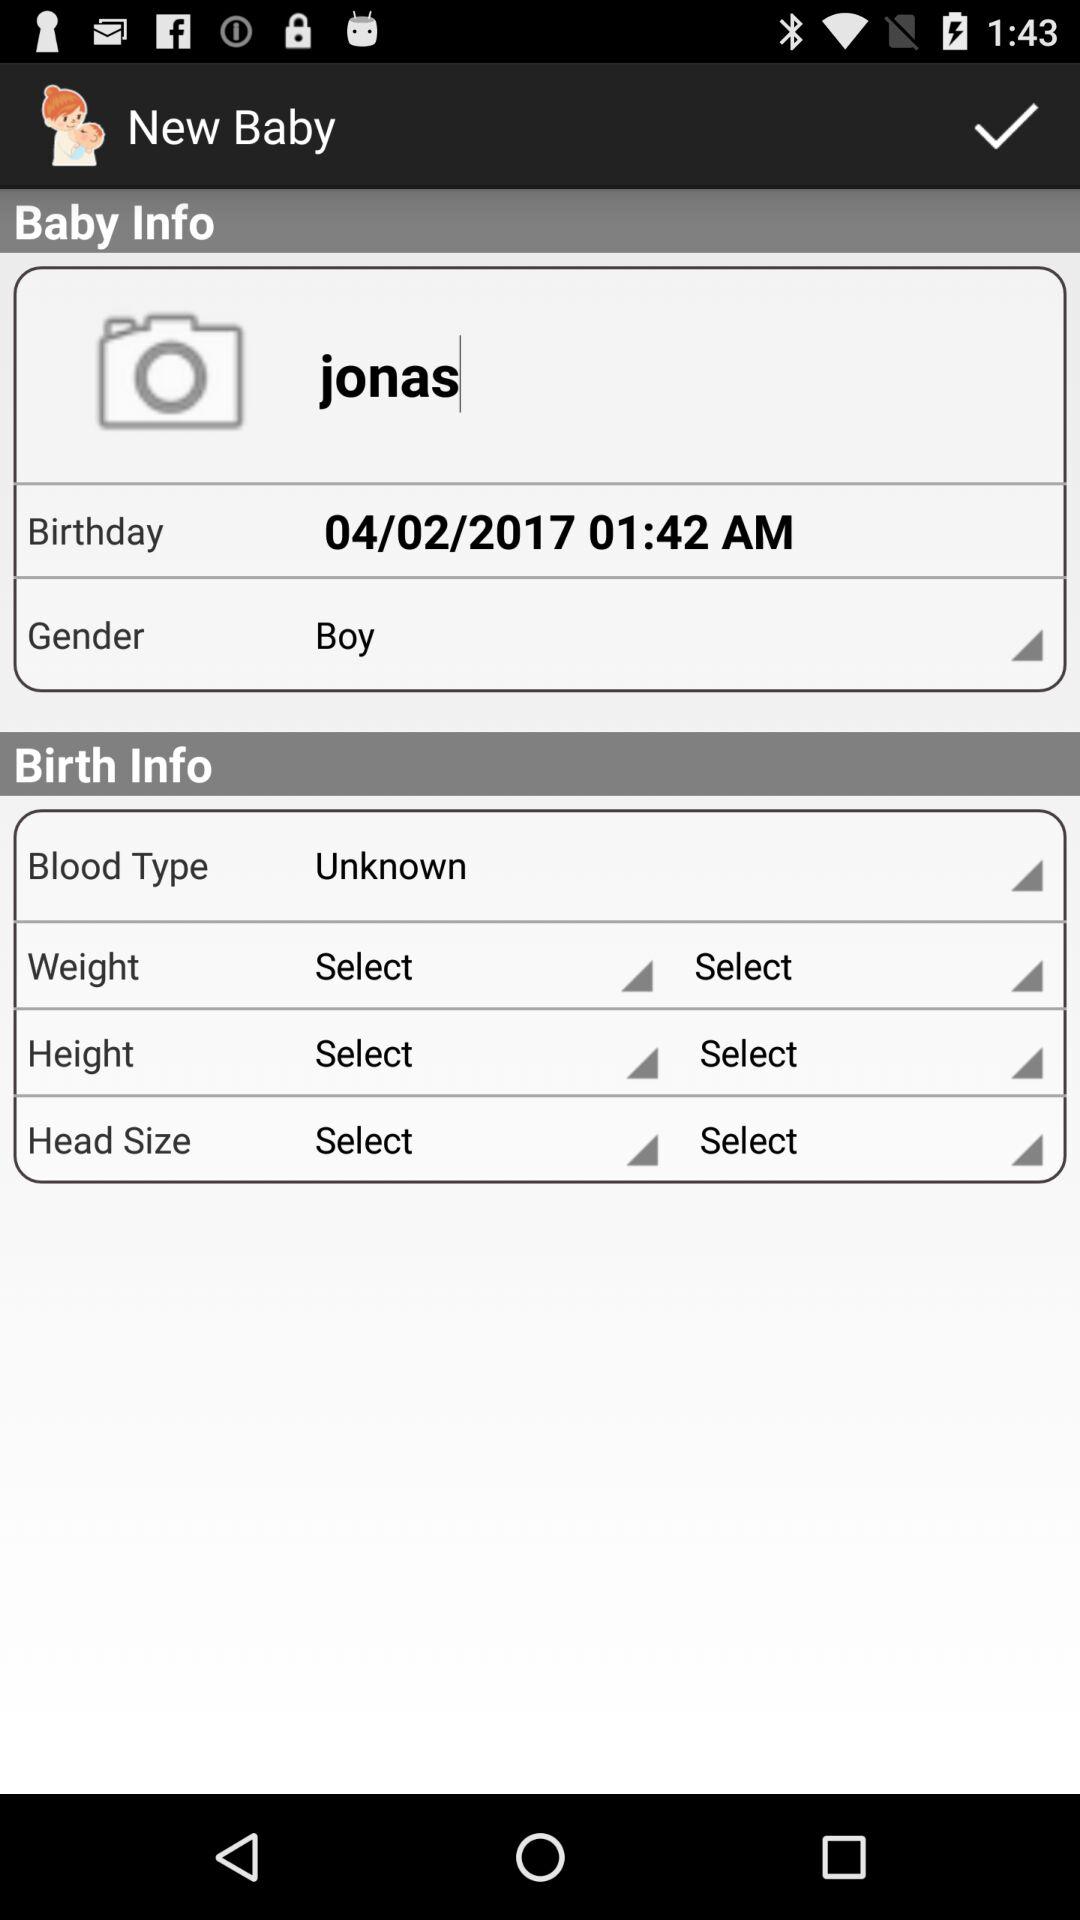 1:43
New Baby
Baby Info
jonas
Birthday 04/02/2017 01:42 AM
Gender Boy
Birth Info
Blood Type Unknown
Weight Select Select
Height Select Select
Head Size Select Select